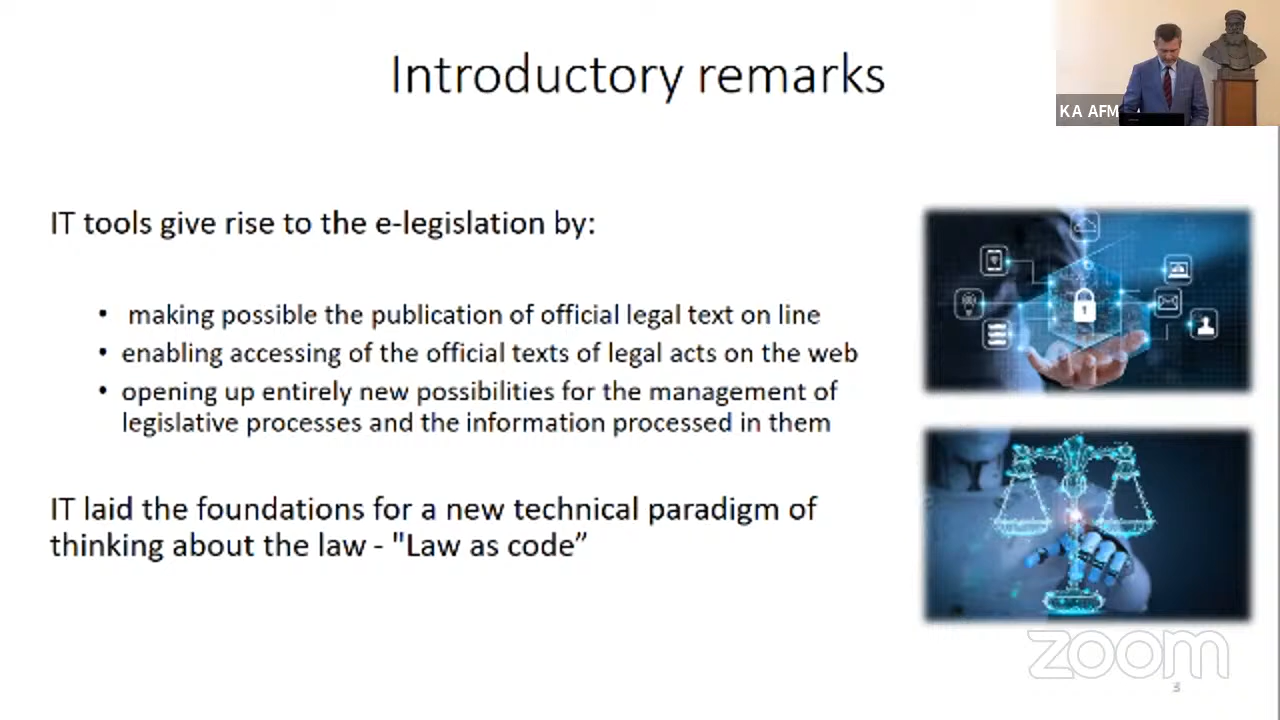 Introductory remarks
KA AFM
IT tools give rise to the e-legislation by:
• making possible the publication of official legal text on line
• enabling accessing of the official texts of legal acts on the web
• opening up entirely new possibilities for the management of
legislative processes and the information processed in them
IT laid the foundations for a new technical paradigm of
thinking about the law - "Law as code”
zoom
3